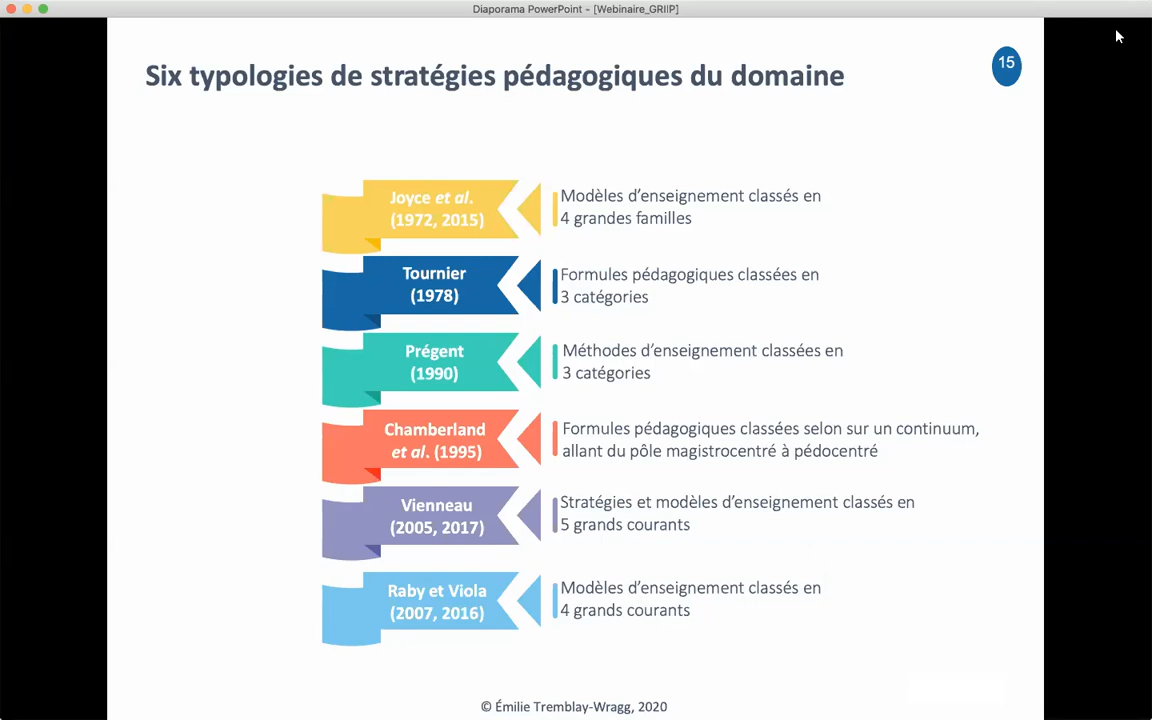 Diaporama PowerPoint - [Webinaire_GRIIP]
Six typologies de stratégies pédagogiques du domaine
15
Joyce et al.
(1972, 2015)
Modèles d'enseignement classés en
4 grandes familles
Tournier
(1978)
Formules pédagogiques classées en
3 catégories
Prégent
(1990)
Méthodes d'enseignement classées en
3 catégories
Chamberland
et al. (1995)
Formules pédagogiques classées selon sur un continuum,
allant du pôle magistrocentré à pédocentré
Vienneau
(2005, 2017)
Stratégies et modèles d'enseignement classés en
5 grands courants
Raby et Viola
(2007, 2016)
Modèles d'enseignement classés en
4 grands courants
© Émilie Tremblay-Wragg, 2020